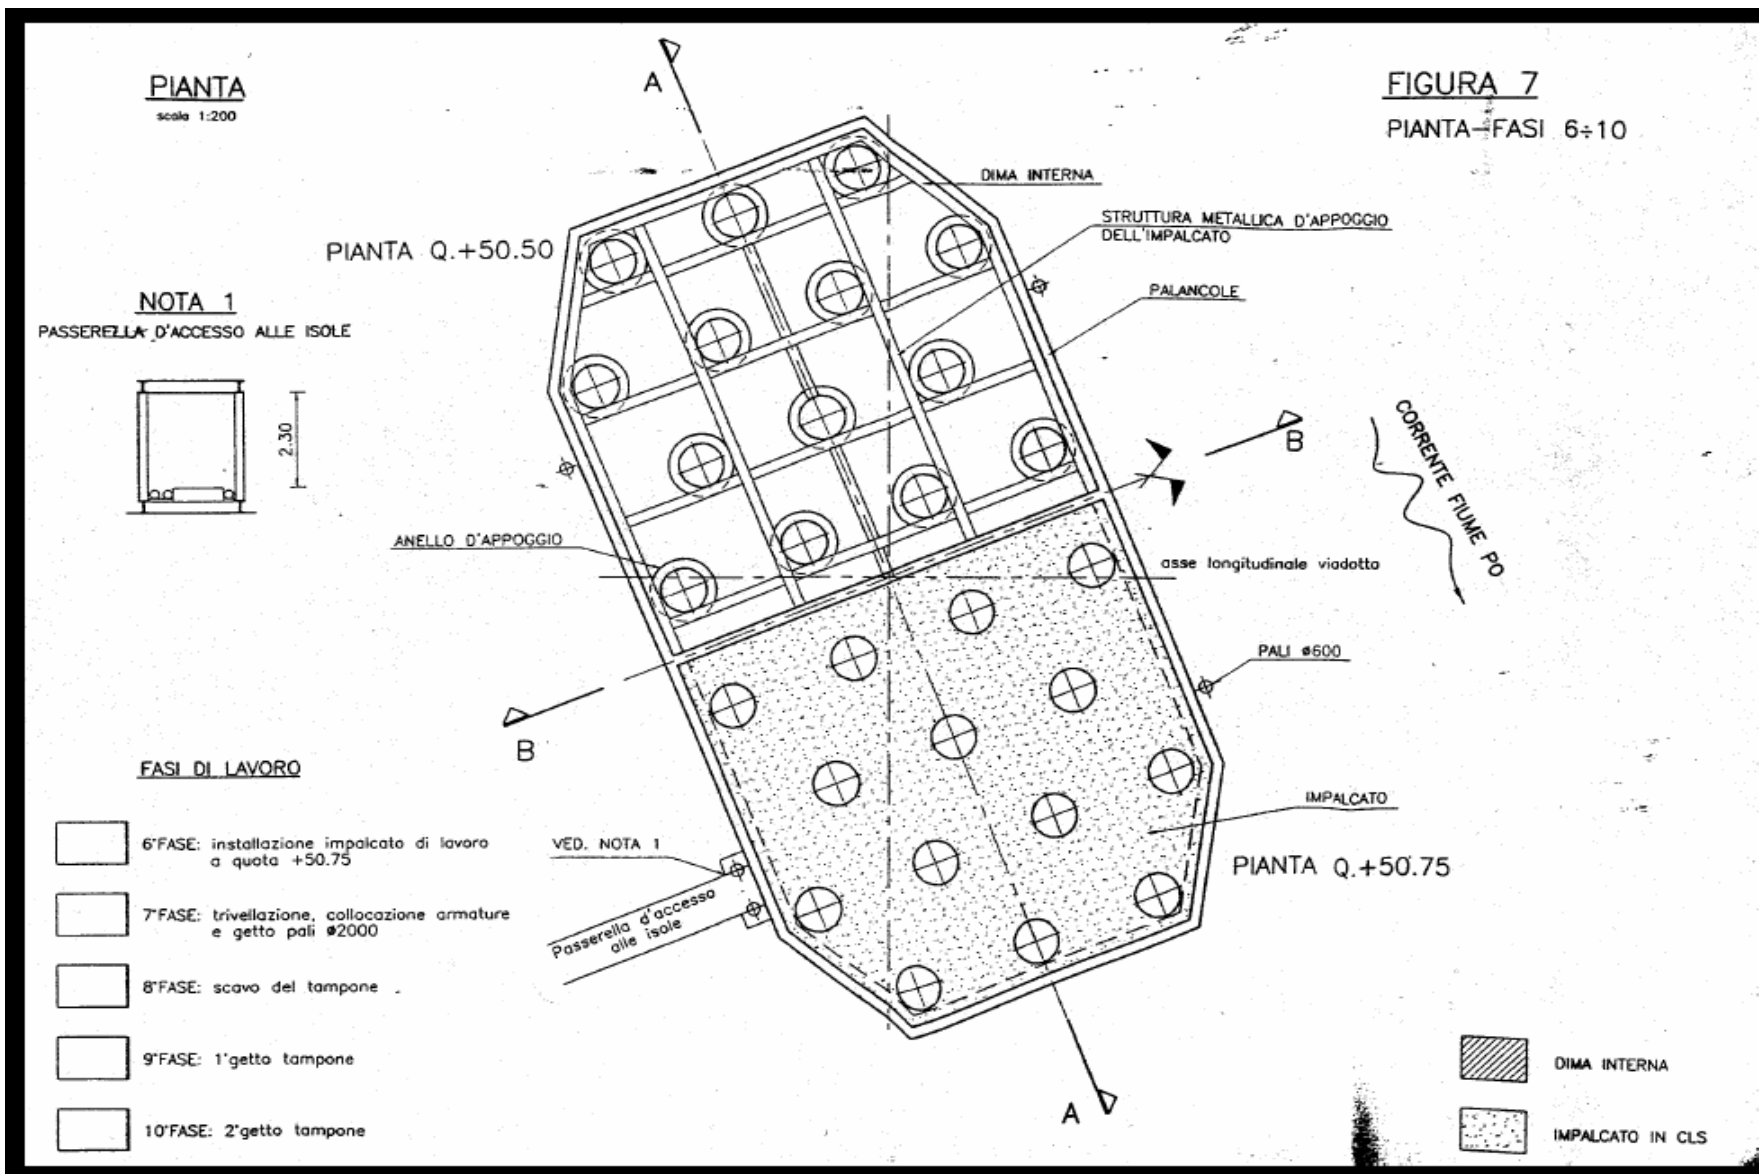 PIANTA
scala 1:200
FIGURA 7
PIANTA-FASI 6÷10
A
DIMA INTERNA
STRUTTURA METALLICA D'APPOGGIO
DELL'IMPALCATO
PIANTA Q.+50.50
PALANCOLE
NOTA 1
PASSERELLA D'ACCESSO ALLE ISOLE
2.30
B
CORRENTE FIUME PO
ANELLO D'APPOGGIO
asse longitudinale viadotto
PALI ø600
B
FASI DI LAVORO
IMPALCATO
6°FASE: installazione impalcato di lavoro
a quota +50.75
VED. NOTA 1
PIANTA Q.+50.75
7°FASE: trivellazione, collocazione armature
e getto pali ø2000
Passerella d'accesso
alle isole
8°FASE: scavo del tampone
9°FASE: 1°getto tampone
10°FASE: 2°getto tampone
A
DIMA INTERNA
IMPALCATO IN CLS